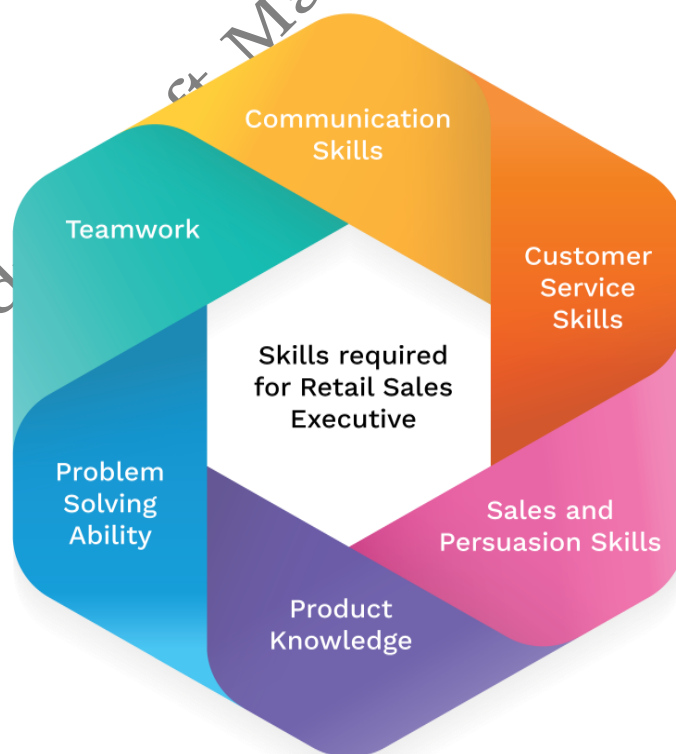 & Ma
Communication
Skills
Teamwork
Customer
Service
Skills
Skills required
for Retail Sales
Executive
Problem
Solving
Ability
Sales and
Persuasion Skills
Product
Knowledge